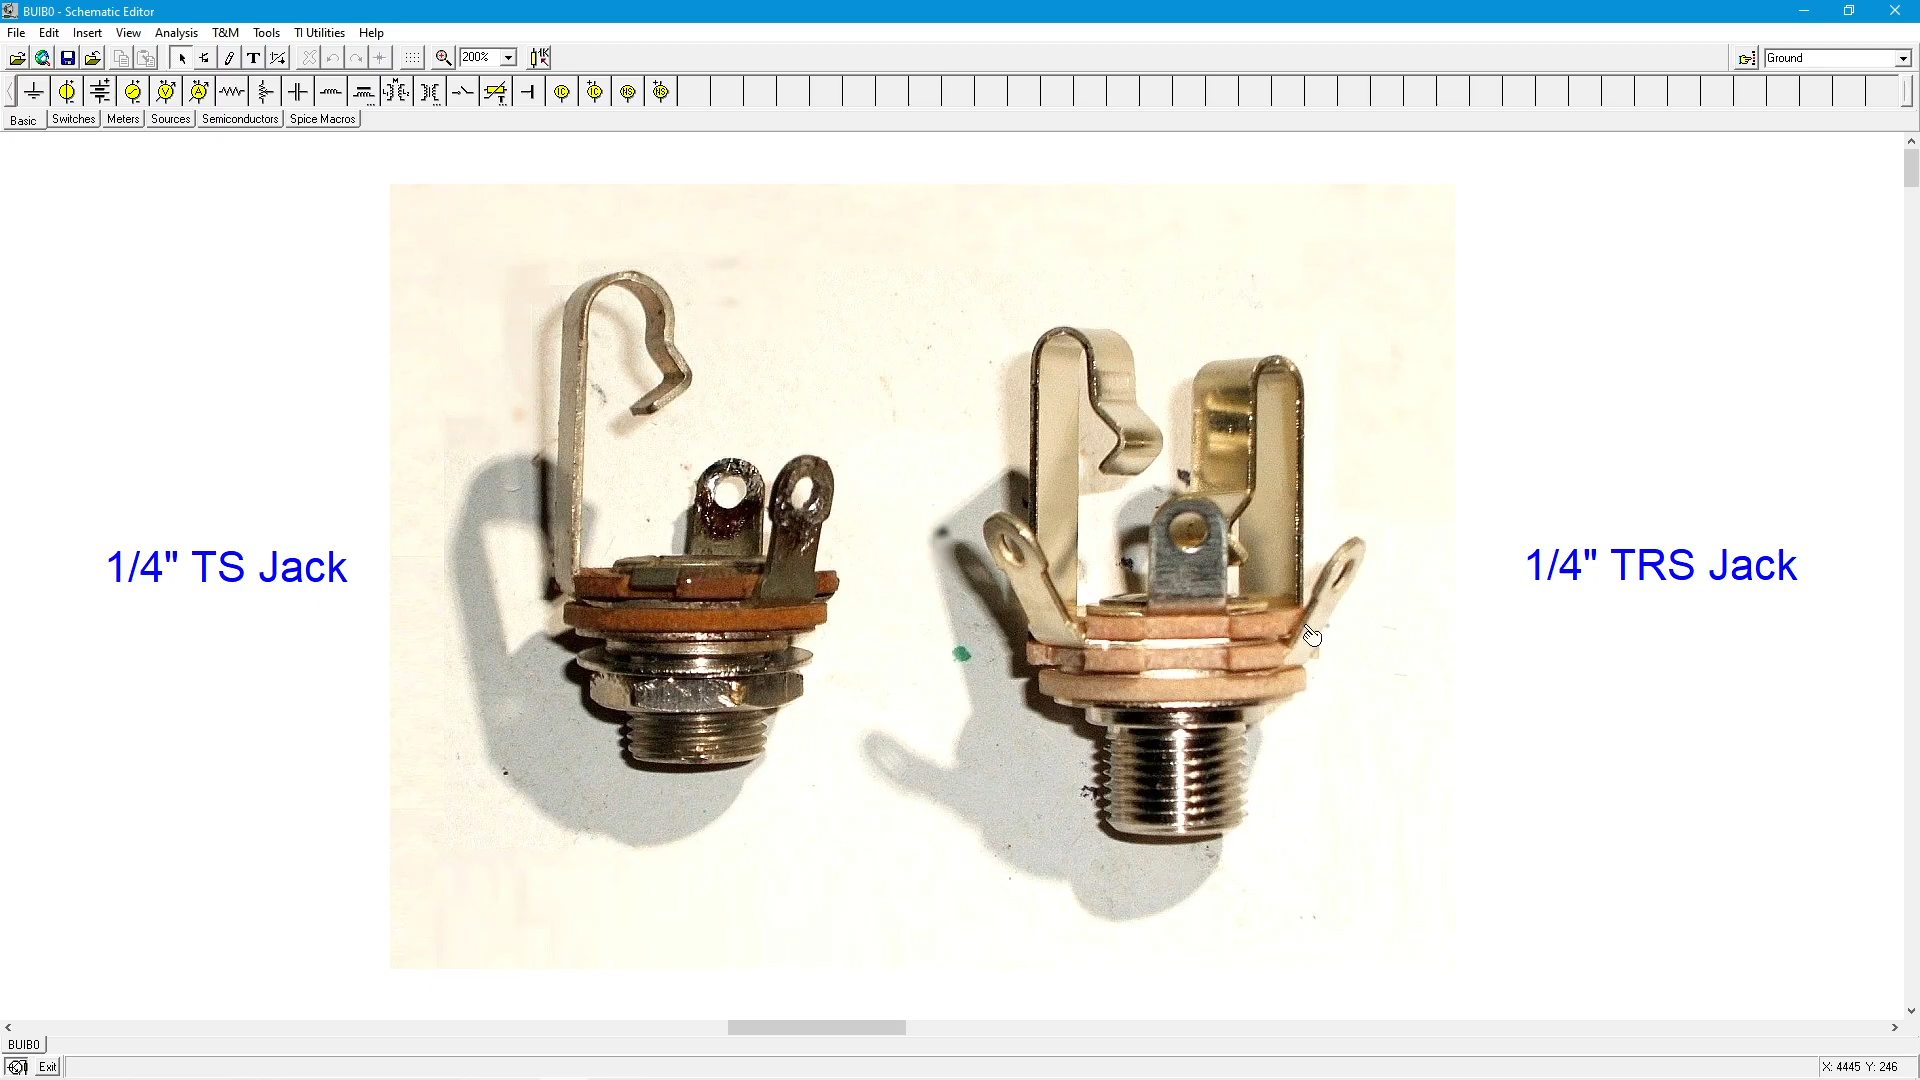 BUIB0 - Schematic Editor
File Edit Insert View Analysis T&M Tools TI Utilities Help
200%
1K
Ground
Basic Switches Meters Sources Semiconductors Spice Macros
1/4" TS Jack
1/4" TRS Jack
BUIB0
Exit
X: 4445 Y: 246